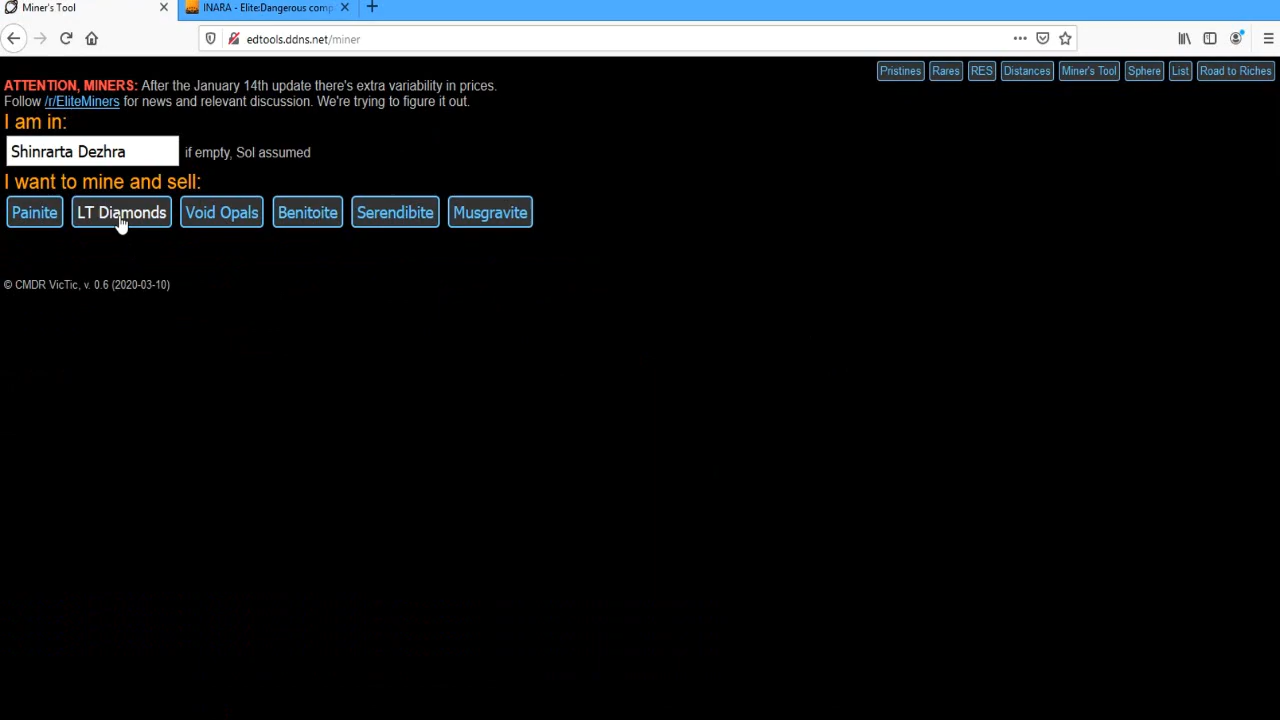 Miner's Tool
INARA - Elite:Dangerous comp
edtools.ddns.net/miner
Pristines Rares RES Distances Miner's Tool Sphere List Road to Riches
ATTENTION, MINERS: After the January 14th update there's extra variability in prices.
Follow /r/EliteMiners for news and relevant discussion. We're trying to figure it out.
I am in:
Shinrarta Dezhra if empty, Sol assumed
I want to mine and sell:
Painite LT Diamonds Void Opals Benitoite Serendibite Musgravite
© CMDR VicTic, v. 0.6 (2020-03-10)